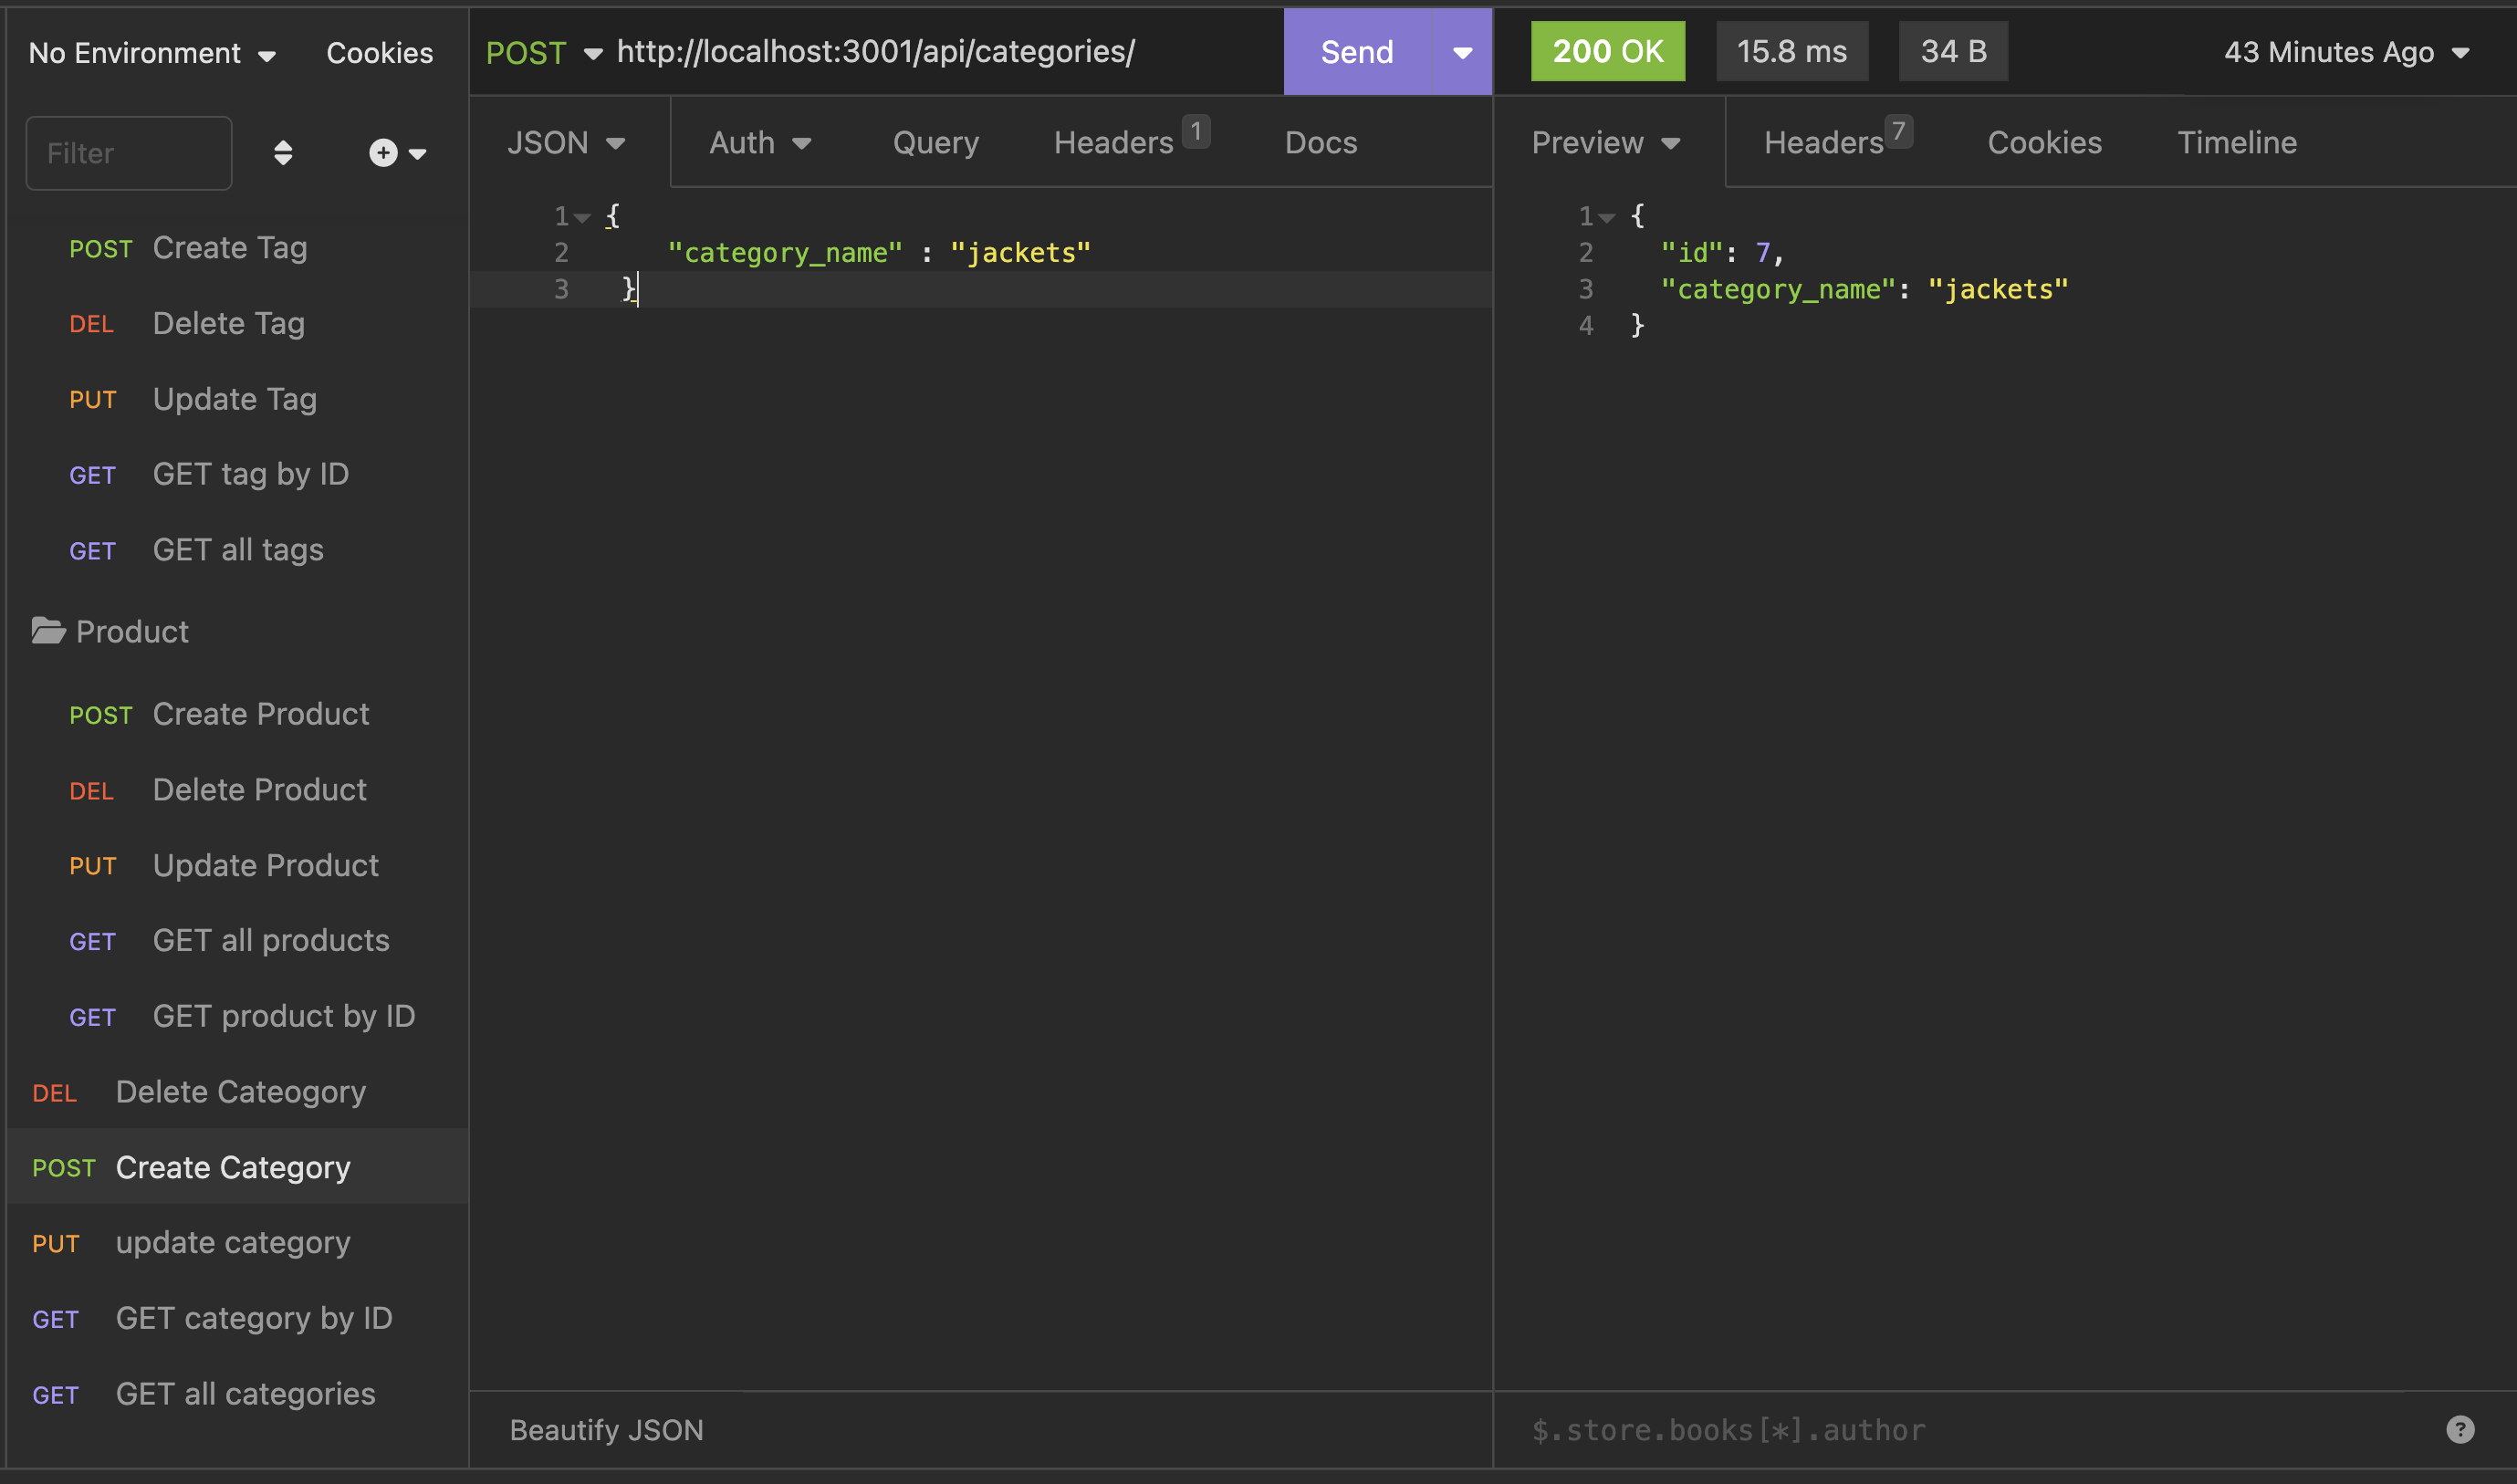 No Environment Cookies
Filter
POST Create Tag
DEL Delete Tag
PUT Update Tag
GET GET tag by ID
GET GET all tags
Product
POST Create Product
DEL Delete Product
PUT Update Product
GET GET all products
GET GET product by ID
DEL Delete Cateogory
POST Create Category
PUT update category
GET GET category by ID
GET GET all categories
POST http://localhost:3001/api/categories/ Send
JSON Auth Query Headers 1 Docs
1 {
2 "category_name" : "jackets"
3 }
Beautify JSON
200 OK 15.8 ms 34 B 43 Minutes Ago
Preview Headers 7 Cookies Timeline
1 {
2 "id": 7,
3 "category_name": "jackets"
4 }
$.store.books[*].author ?